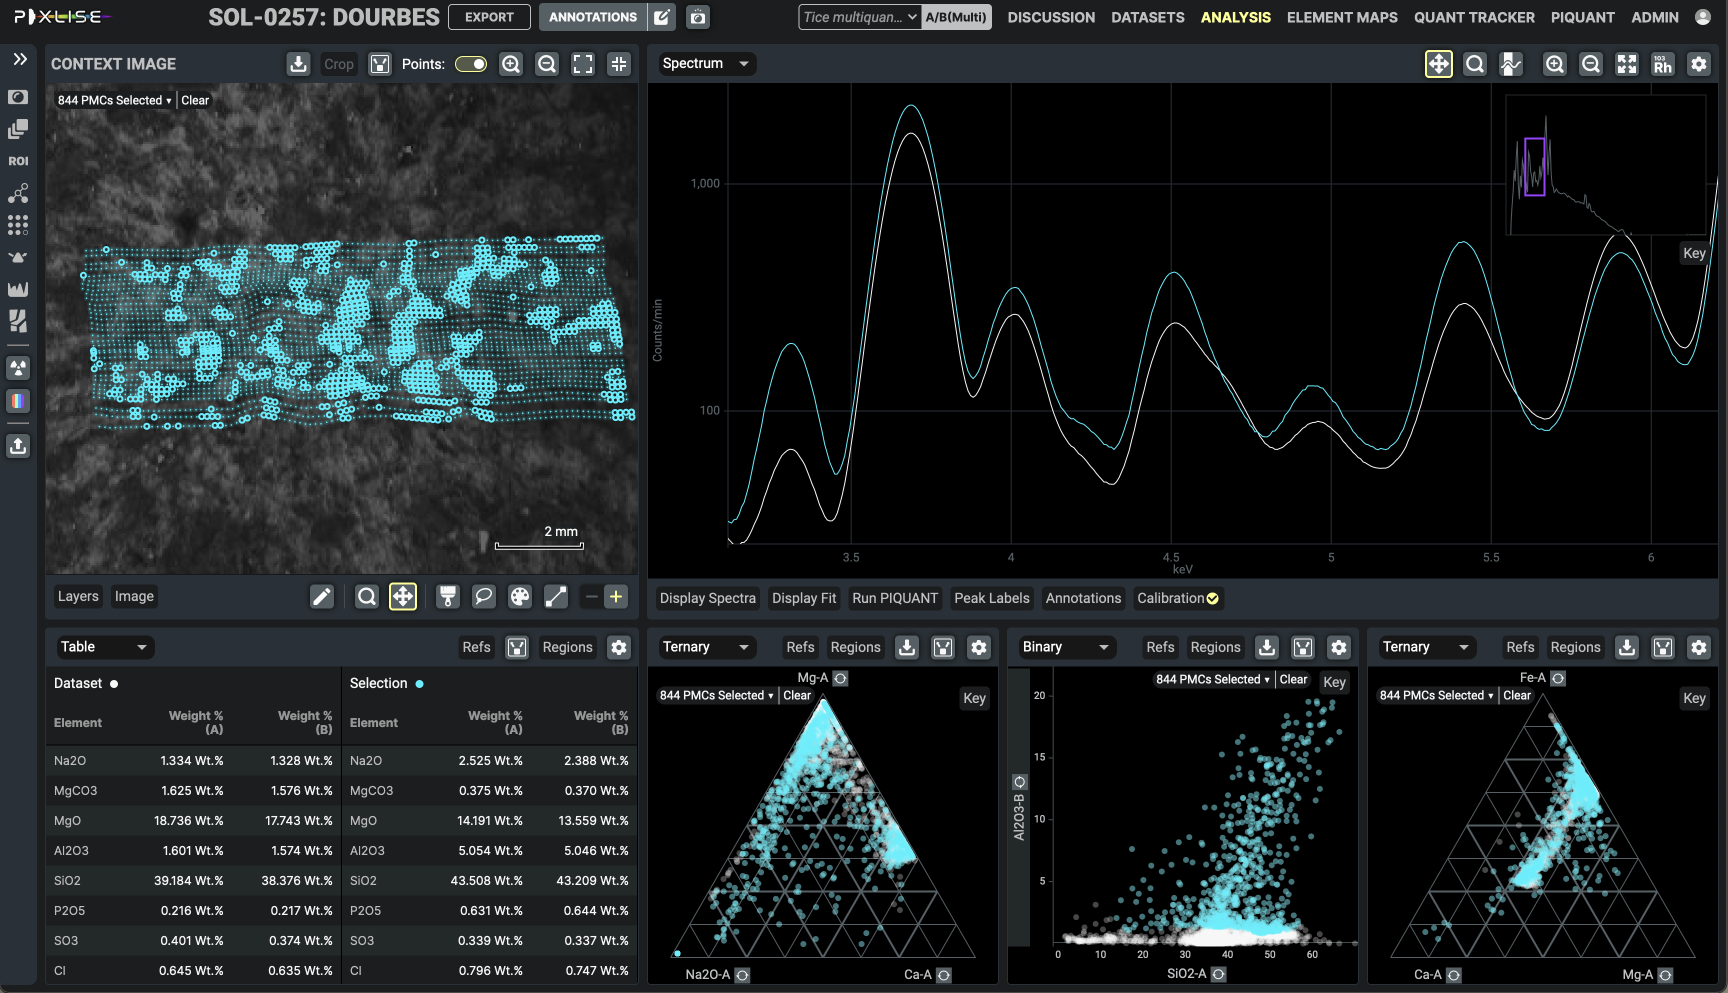 PIXLISE
SOL-0257: DOURBES
EXPORT
ANNOTATIONS
Tice multiquan...
A/B(Multi)
DISCUSSION
DATASETS
ANALYSIS
ELEMENT MAPS
QUANT TRACKER
PIQUANT
ADMIN
ROI
CONTEXT IMAGE
Crop
Points:
844 PMCs Selected
Clear
2 mm
Layers
Image
Spectrum
103
Rh
Key
1,000
100
Counts/min
3.5
4
4.5
5
5.5
6
keV
Display Spectra
Display Fit
Run PIQUANT
Peak Labels
Annotations
Calibration
Table
Refs
Regions
Dataset
Selection
Element Weight % (A) Weight % (B) Element Weight % (A) Weight % (B)
Na2O 1.334 Wt.% 1.328 Wt.% Na2O 2.525 Wt.% 2.388 Wt.%
MgCO3 1.625 Wt.% 1.576 Wt.% MgCO3 0.375 Wt.% 0.370 Wt.%
MgO 18.736 Wt.% 17.743 Wt.% MgO 14.191 Wt.% 13.559 Wt.%
Al2O3 1.601 Wt.% 1.574 Wt.% Al2O3 5.054 Wt.% 5.046 Wt.%
SiO2 39.184 Wt.% 38.376 Wt.% SiO2 43.508 Wt.% 43.209 Wt.%
P2O5 0.216 Wt.% 0.217 Wt.% P2O5 0.631 Wt.% 0.644 Wt.%
SO3 0.401 Wt.% 0.374 Wt.% SO3 0.339 Wt.% 0.337 Wt.%
Cl 0.645 Wt.% 0.635 Wt.% Cl 0.796 Wt.% 0.747 Wt.%
Ternary
Refs
Regions
Mg-A
844 PMCs Selected
Clear
Key
Na2O-A
Ca-A
Binary
Refs
Regions
844 PMCs Selected
Clear
Key
20
15
10
5
Al2O3-B
0
10
20
30
40
50
60
SiO2-A
Ternary
Refs
Regions
Fe-A
844 PMCs Selected
Clear
Key
Ca-A
Mg-A